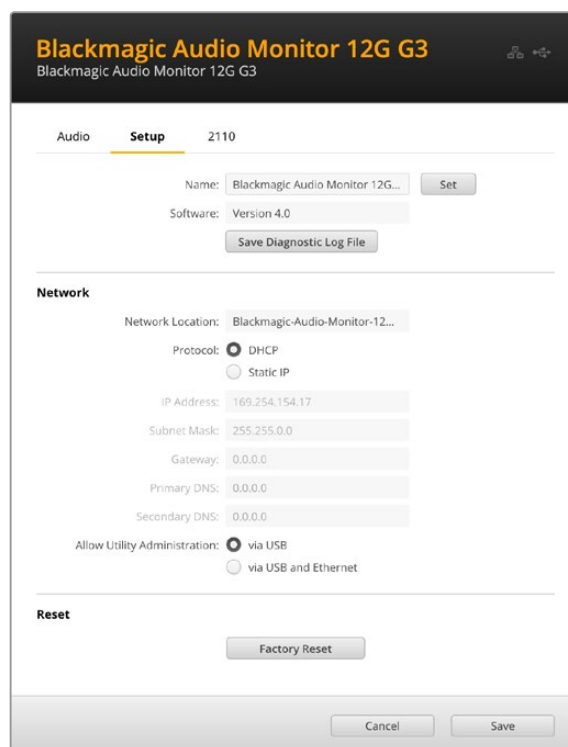 Blackmagic Audio Monitor 12G G3
Blackmagic Audio Monitor 12G G3
Audio Setup 2110
Name: Blackmagic Audio Monitor 12G... Set
Software: Version 4.0
Save Diagnostic Log File
Network
Network Location: Blackmagic-Audio-Monitor-12...
Protocol: DHCP
Static IP
IP Address: 169.254.154.17
Subnet Mask: 255.255.0.0
Gateway: 0.0.0.0
Primary DNS: 0.0.0.0
Secondary DNS: 0.0.0.0
Allow Utility Administration: via USB
via USB and Ethernet
Reset
Factory Reset
Cancel Save